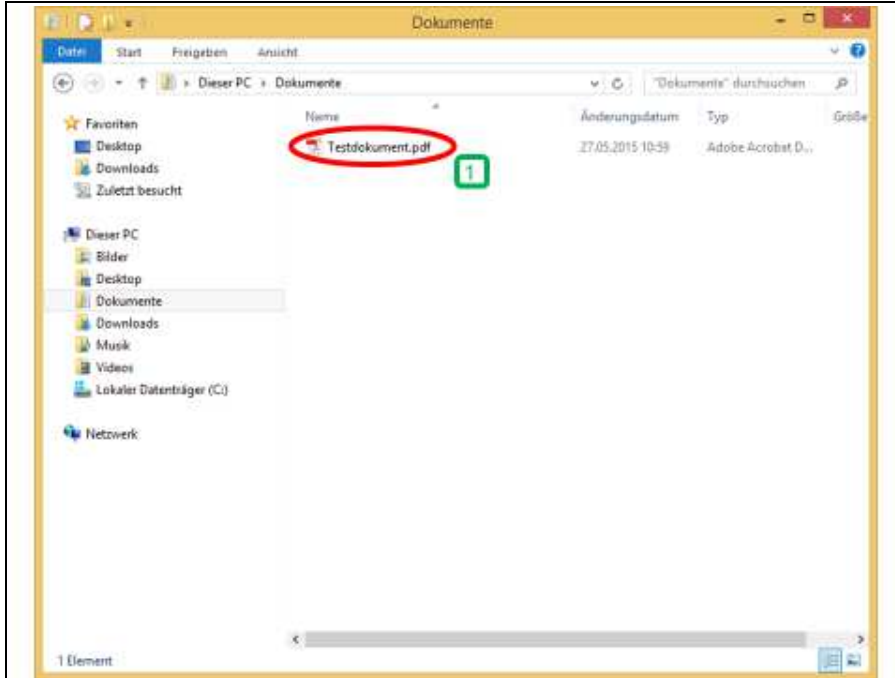 Dokumente
Datei Start Freigeben Ansicht
Dieser PC Dokumente "Dokumente" durchsuchen
Name Änderungsdatum Typ Größe
Testdokument.pdf 27.05.2015 10:59 Adobe Acrobat D...
1
Favoriten
Desktop
Downloads
Zuletzt besucht
Dieser PC
Bilder
Desktop
Dokumente
Downloads
Musik
Videos
Lokaler Datenträger (C:)
Netzwerk
1 Element